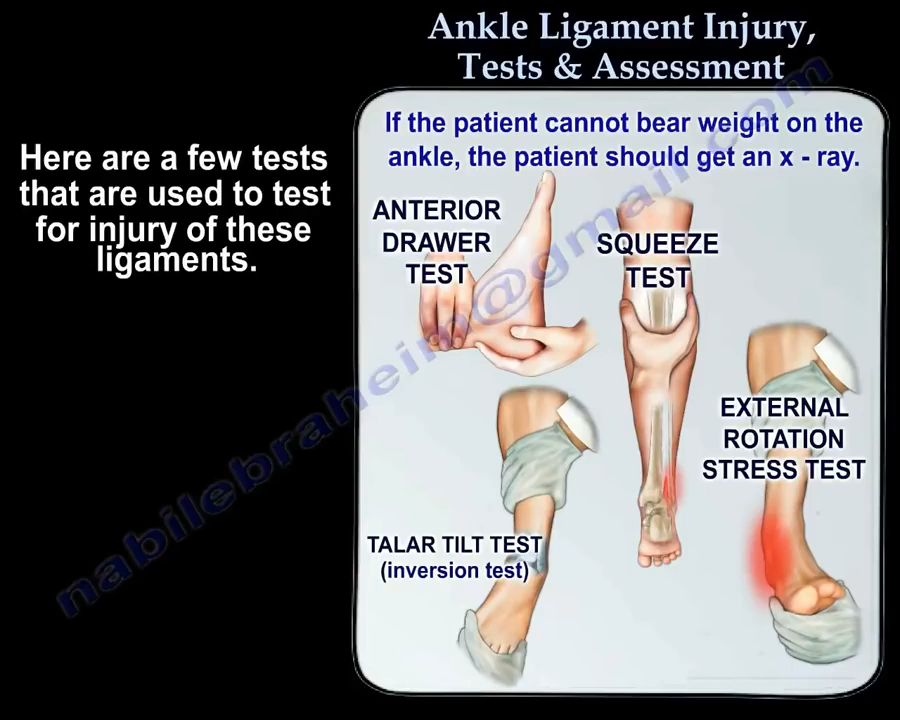 Ankle Ligament Injury,
Tests & Assessment
Here are a few tests
that are used to test
for injury of these
ligaments.
If the patient cannot bear weight on the
ankle, the patient should get an x - ray.
ANTERIOR
DRAWER
TEST
SQUEEZE
TEST
EXTERNAL
ROTATION
STRESS TEST
TALAR TILT TEST
(inversion test)
nabilebraheim@gmail.com